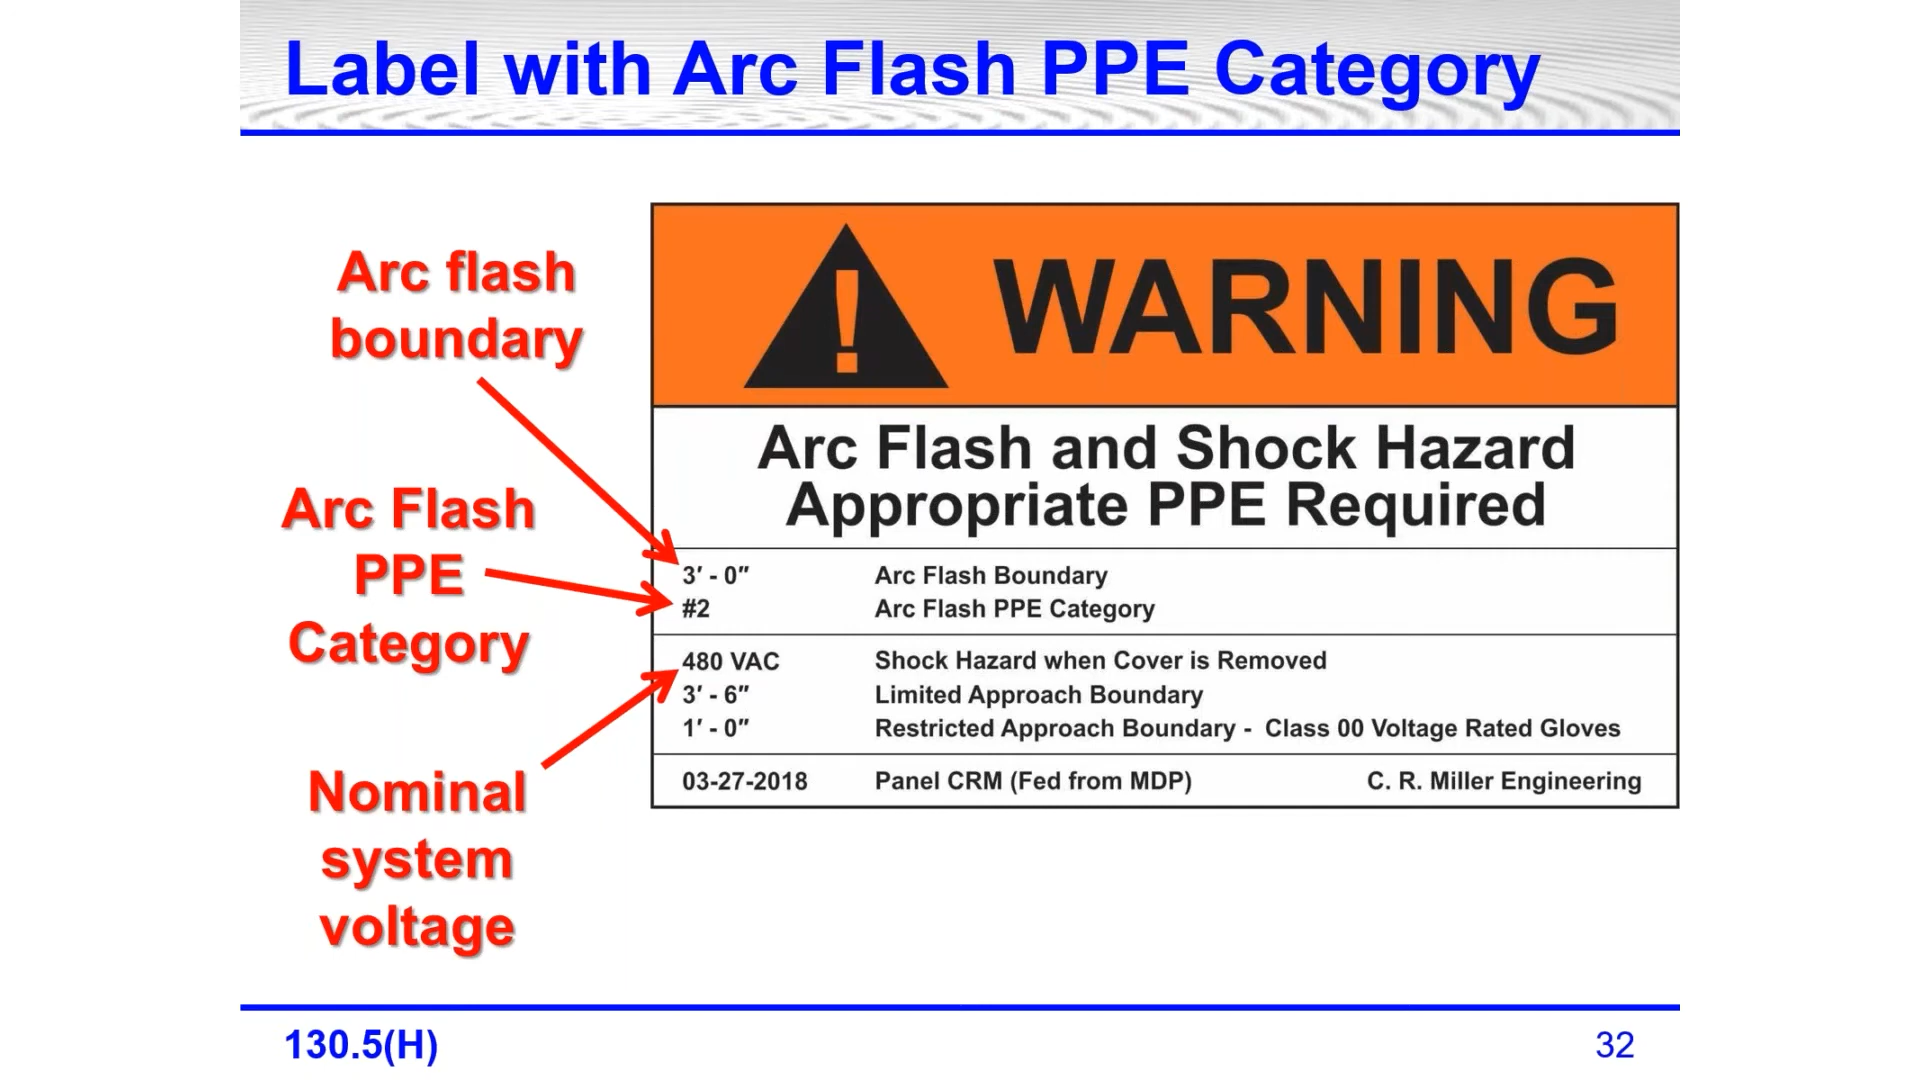 Label with Arc Flash PPE Category
Arc flash
boundary
Arc Flash
PPE
Category
Nominal
system
voltage
WARNING
Arc Flash and Shock Hazard
Appropriate PPE Required
3′ - 0″ Arc Flash Boundary
#2 Arc Flash PPE Category
480 VAC Shock Hazard when Cover is Removed
3′ - 6″ Limited Approach Boundary
1′ - 0″ Restricted Approach Boundary - Class 00 Voltage Rated Gloves
03-27-2018 Panel CRM (Fed from MDP) C. R. Miller Engineering
130.5(H)
32